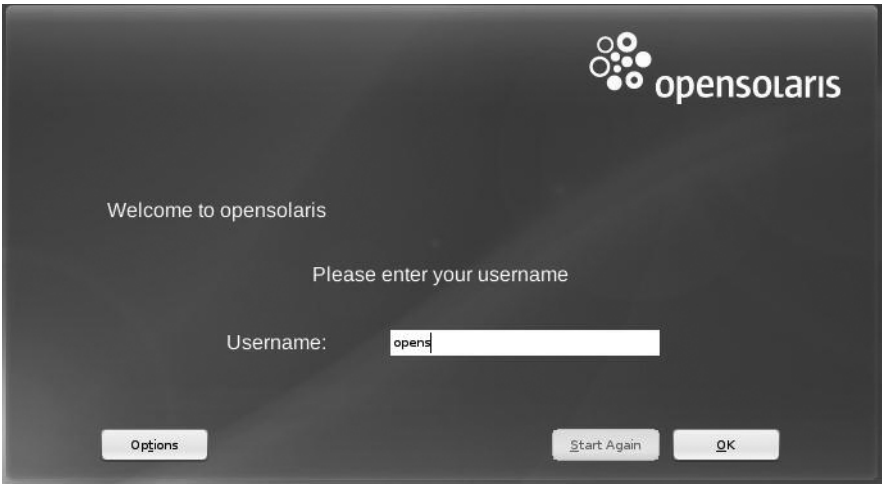 opensolaris
Welcome to opensolaris
Please enter your username
Username: opens
Options Start Again OK